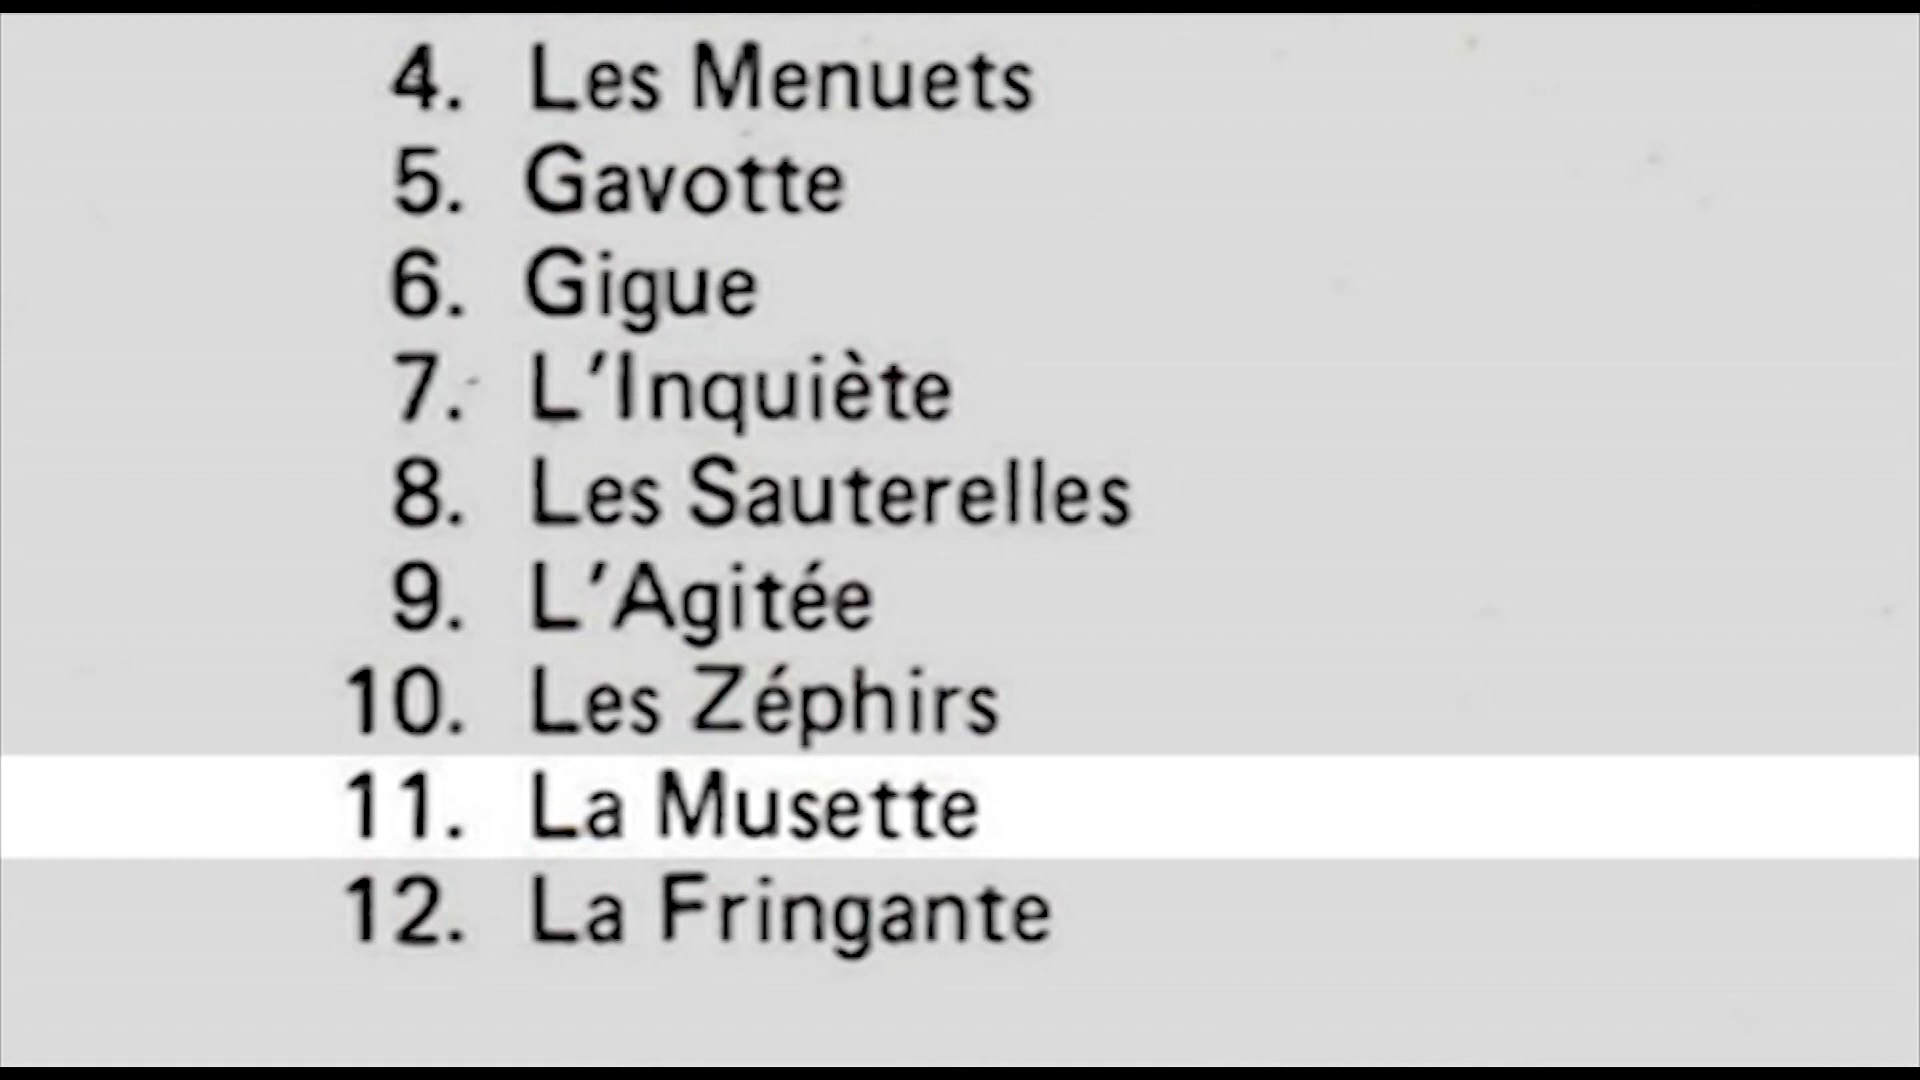 4. Les Menuets
5. Gavotte
6. Gigue
7. L'Inquiète
8. Les Sauterelles
9. L'Agitée
10. Les Zéphirs
11. La Musette
12. La Fringante